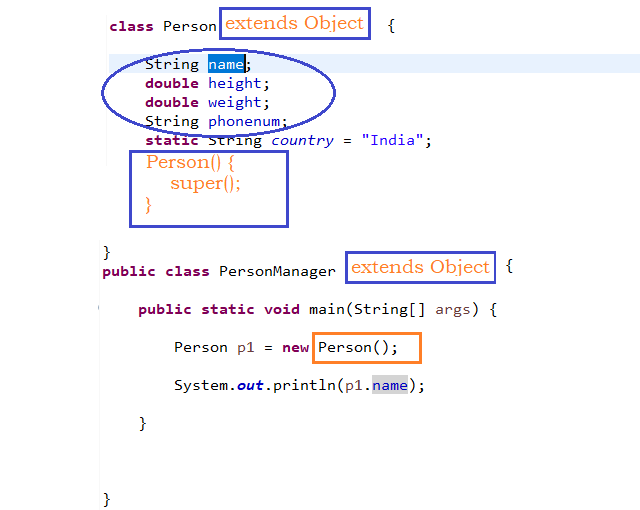 class Person extends Object {
String name;
double height;
double weight;
String phonenum;
static String country = "India";
Person() {
super();
}
}
public class PersonManager extends Object {
public static void main(String[] args) {
Person p1 = new Person();
System.out.println(p1.name);
}
}